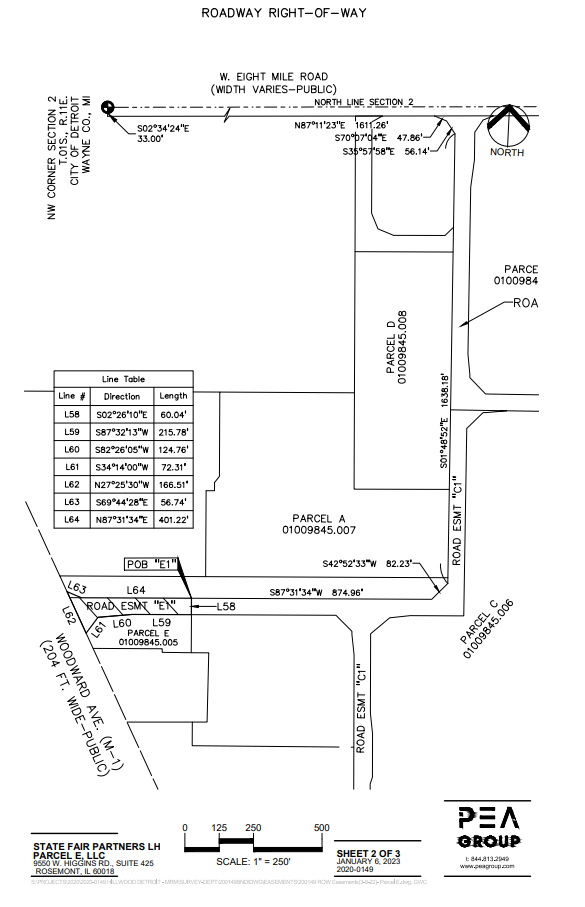 ROADWAY RIGHT-OF-WAY
W. EIGHT MILE ROAD
(WIDTH VARIES-PUBLIC)
NORTH LINE SECTION 2
NW CORNER SECTION 2
T.01S., R.11E.
CITY OF DETROIT
WAYNE CO., MI
S02°34'24"E
33.00'
N87°11'23"E 1611.26'
S70°07'04"E 47.86'
S35°57'58"E 56.14'
NORTH
PARCE
0100984
ROA
PARCEL D
01009845.008
S01°48'52"E 1638.18'
Line Table
Line # Direction Length
L58 S02°26'10"E 60.04'
L59 S87°32'13"W 215.78'
L60 S82°26'05"W 124.76'
L61 S34°14'00"W 72.31'
L62 N27°25'30"W 166.51'
L63 S69°44'28"E 56.74'
L64 N87°31'34"E 401.22'
PARCEL A
01009845.007
ROAD ESMT "C1"
POB "E1"
S42°52'33"W 82.23'
L63
L64
S87°31'34"W 874.96'
ROAD ESMT "E1"
L58
L62
L61
L60
L59
PARCEL E
01009845.005
PARCEL C
01009845.006
WOODWARD AVE. (M-1)
(204 FT. WIDE-PUBLIC)
ROAD ESMT "C1"
STATE FAIR PARTNERS LH
PARCEL E, LLC
9550 W. HIGGINS RD., SUITE 425
ROSEMONT, IL 60018
0 125 250 500
SCALE: 1" = 250'
SHEET 2 OF 3
JANUARY 6, 2023
2020-0149
PEA
GROUP
t: 844.813.2949
www.peagroup.com